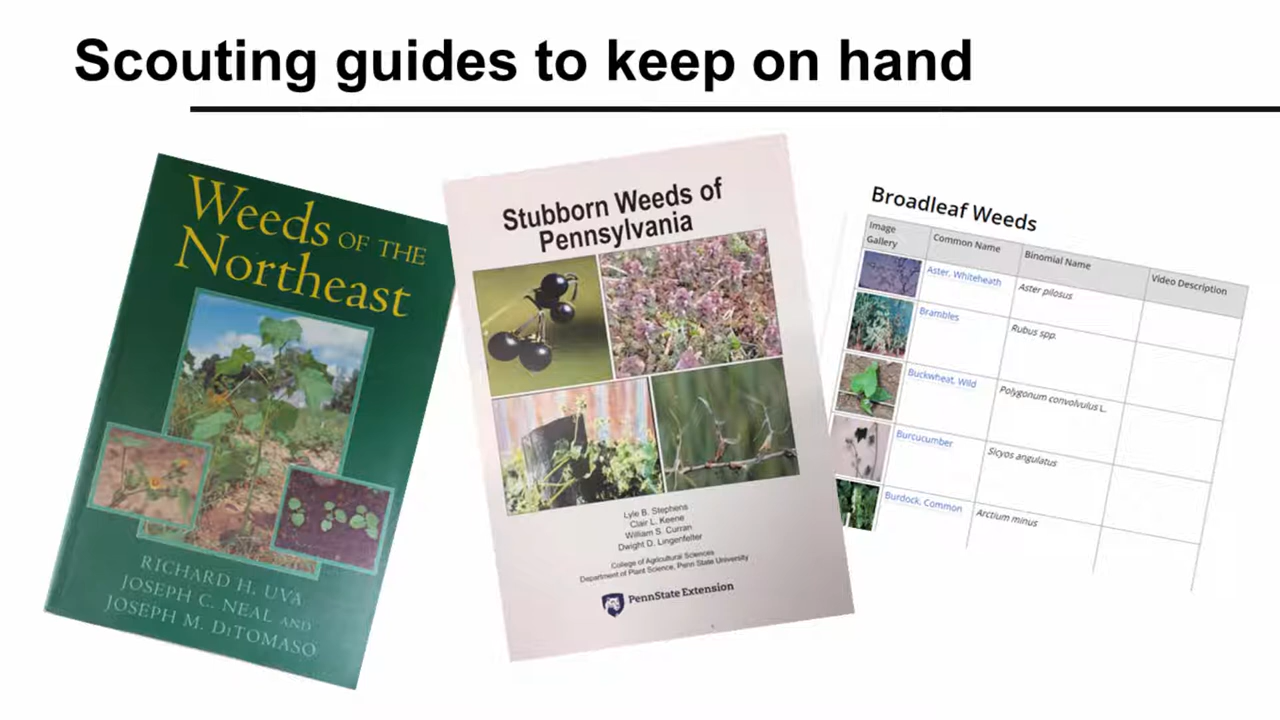 Scouting guides to keep on hand
Weeds OF THE
Northeast
RICHARD H. UVA
JOSEPH C. NEAL AND
JOSEPH M. DITOMASO
Stubborn Weeds of
Pennsylvania
Lyle B. Stephens
Clair L. Keene
William S. Curran
Dwight D. Lingenfelter
College of Agricultural Sciences
Department of Plant Science, Penn State University
PennState Extension
Broadleaf Weeds
Image Gallery Common Name Binomial Name Video Description
Aster, Whiteheath Aster pilosus
Brambles Rubus spp.
Buckwheat, Wild Polygonum convolvulus L.
Burcucumber Sicyos angulatus
Burdock, Common Arctium minus